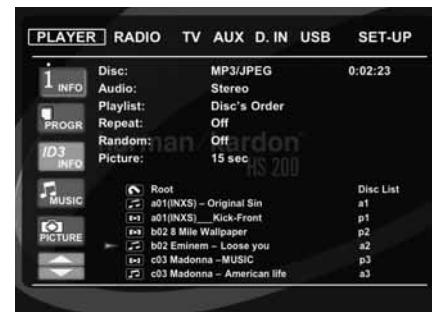 PLAYER RADIO TV AUX D. IN USB SET-UP
1 INFO
Disc: MP3/JPEG 0:02:23
Audio: Stereo
Playlist: Disc's Order
PROGR
Repeat: Off
Random: Off
harman/kardon
ID3 INFO
Picture: 15 sec
HS 200
MUSIC
Root Disc List
a01(INXS) – Original Sin a1
a01(INXS)___Kick-Front p1
PICTURE
b02 8 Mile Wallpaper p2
b02 Eminem – Loose you a2
c03 Madonna –MUSIC p3
c03 Madonna – American life a3